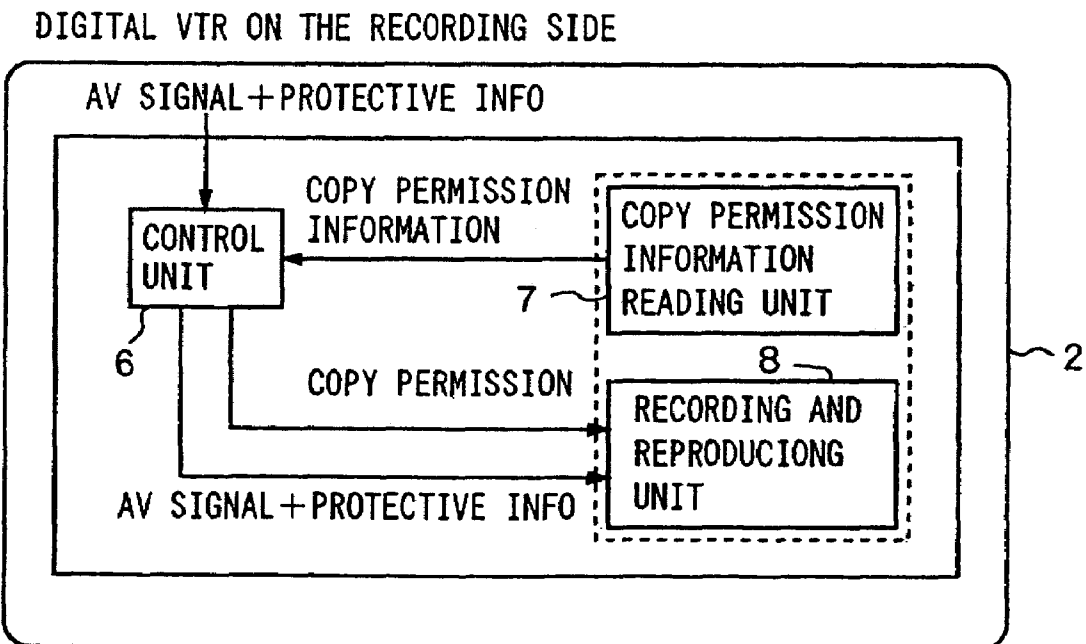 DIGITAL VTR ON THE RECORDING SIDE
AV SIGNAL+PROTECTIVE INFO
COPY PERMISSION
INFORMATION
CONTROL
UNIT
6
COPY PERMISSION
INFORMATION
READING UNIT
7
2
COPY PERMISSION
8
RECORDING AND
REPRODUCIONG
UNIT
AV SIGNAL+PROTECTIVE INFO